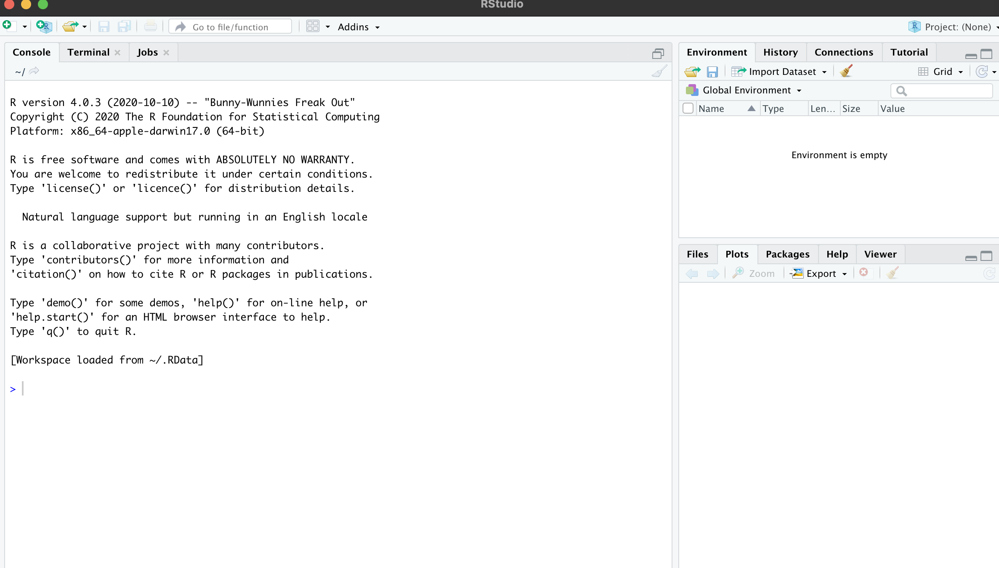 RStudio
Go to file/function Addins Project: (None)
Console Terminal Jobs
~/
R version 4.0.3 (2020-10-10) -- "Bunny-Wunnies Freak Out"
Copyright (C) 2020 The R Foundation for Statistical Computing
Platform: x86_64-apple-darwin17.0 (64-bit)
R is free software and comes with ABSOLUTELY NO WARRANTY.
You are welcome to redistribute it under certain conditions.
Type 'license()' or 'licence()' for distribution details.
Natural language support but running in an English locale
R is a collaborative project with many contributors.
Type 'contributors()' for more information and
'citation()' on how to cite R or R packages in publications.
Type 'demo()' for some demos, 'help()' for on-line help, or
'help.start()' for an HTML browser interface to help.
Type 'q()' to quit R.
[Workspace loaded from ~/.RData]
>
Environment History Connections Tutorial
Import Dataset Grid
Global Environment
Name Type Len... Size Value
Environment is empty
Files Plots Packages Help Viewer
Zoom Export